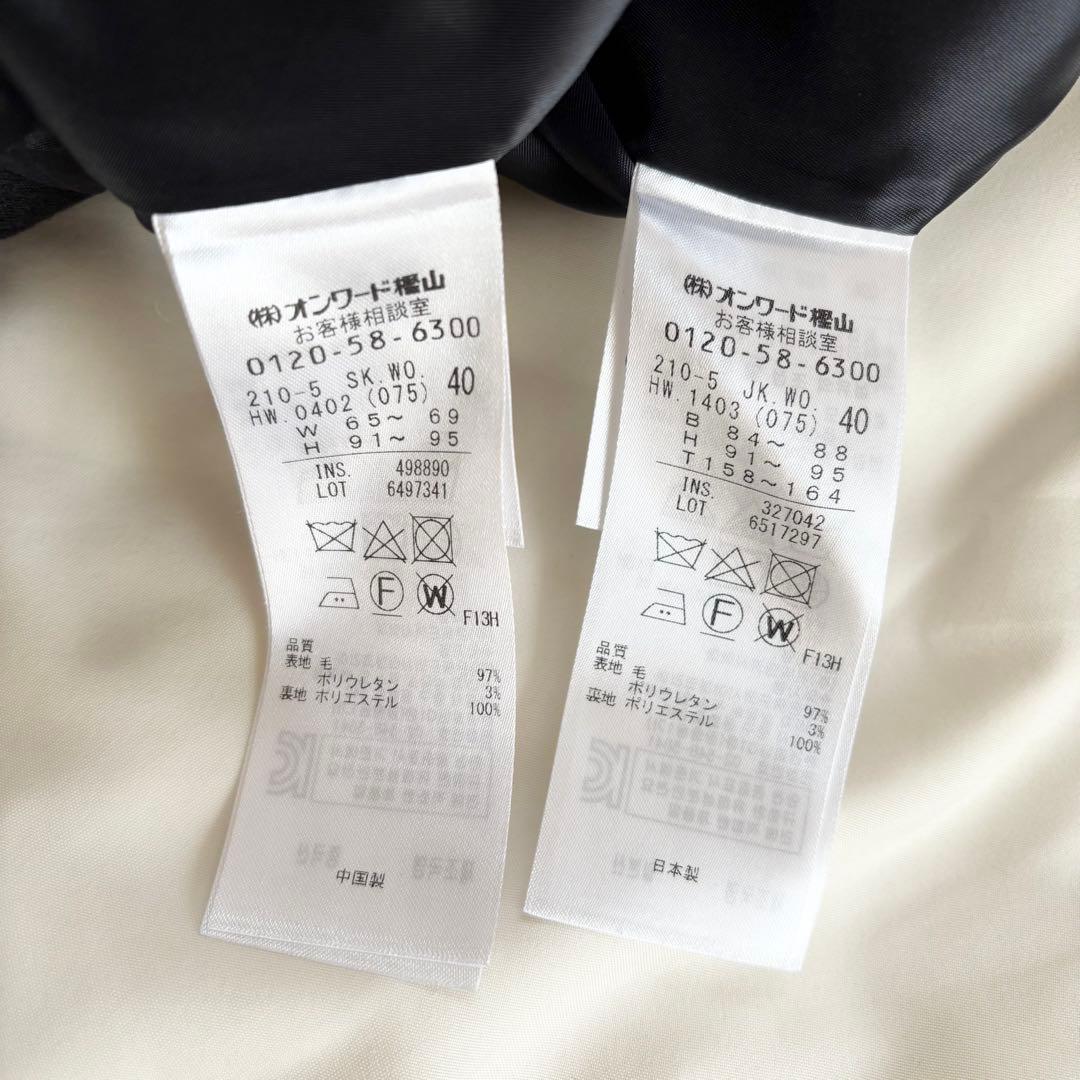 (株)オンワード樫山
お客様相談室
0120-58-6300
210-5 SK.WO. 40
HW. 0402 (075)
W 65~ 69
H 91~ 95
INS. 498890
LOT 6497341
F
W
F13H
品質
表地 毛 97%
ポリウレタン 3%
裏地 ポリエステル 100%
中国製
(株)オンワード樫山
お客様相談室
0120-58-6300
210-5 JK.WO. 40
HW. 1403 (075)
B 84~ 88
H 91~ 95
T 158~164
INS. 327042
LOT 6517297
F
W
F13H
品質
表地 毛 97%
ポリウレタン 3%
裏地 ポリエステル 100%
日本製